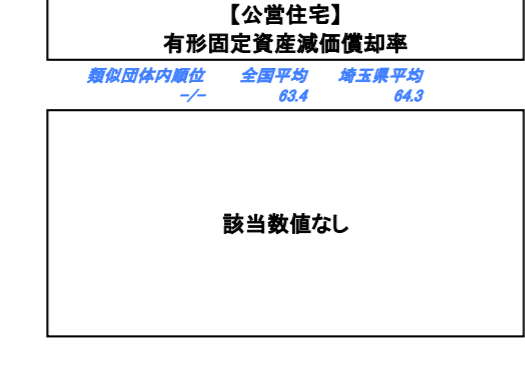 【公営住宅】
有形固定資産減価償却率
類似団体内順位 全国平均 埼玉県平均
-/- 63.4 64.3
該当数値なし